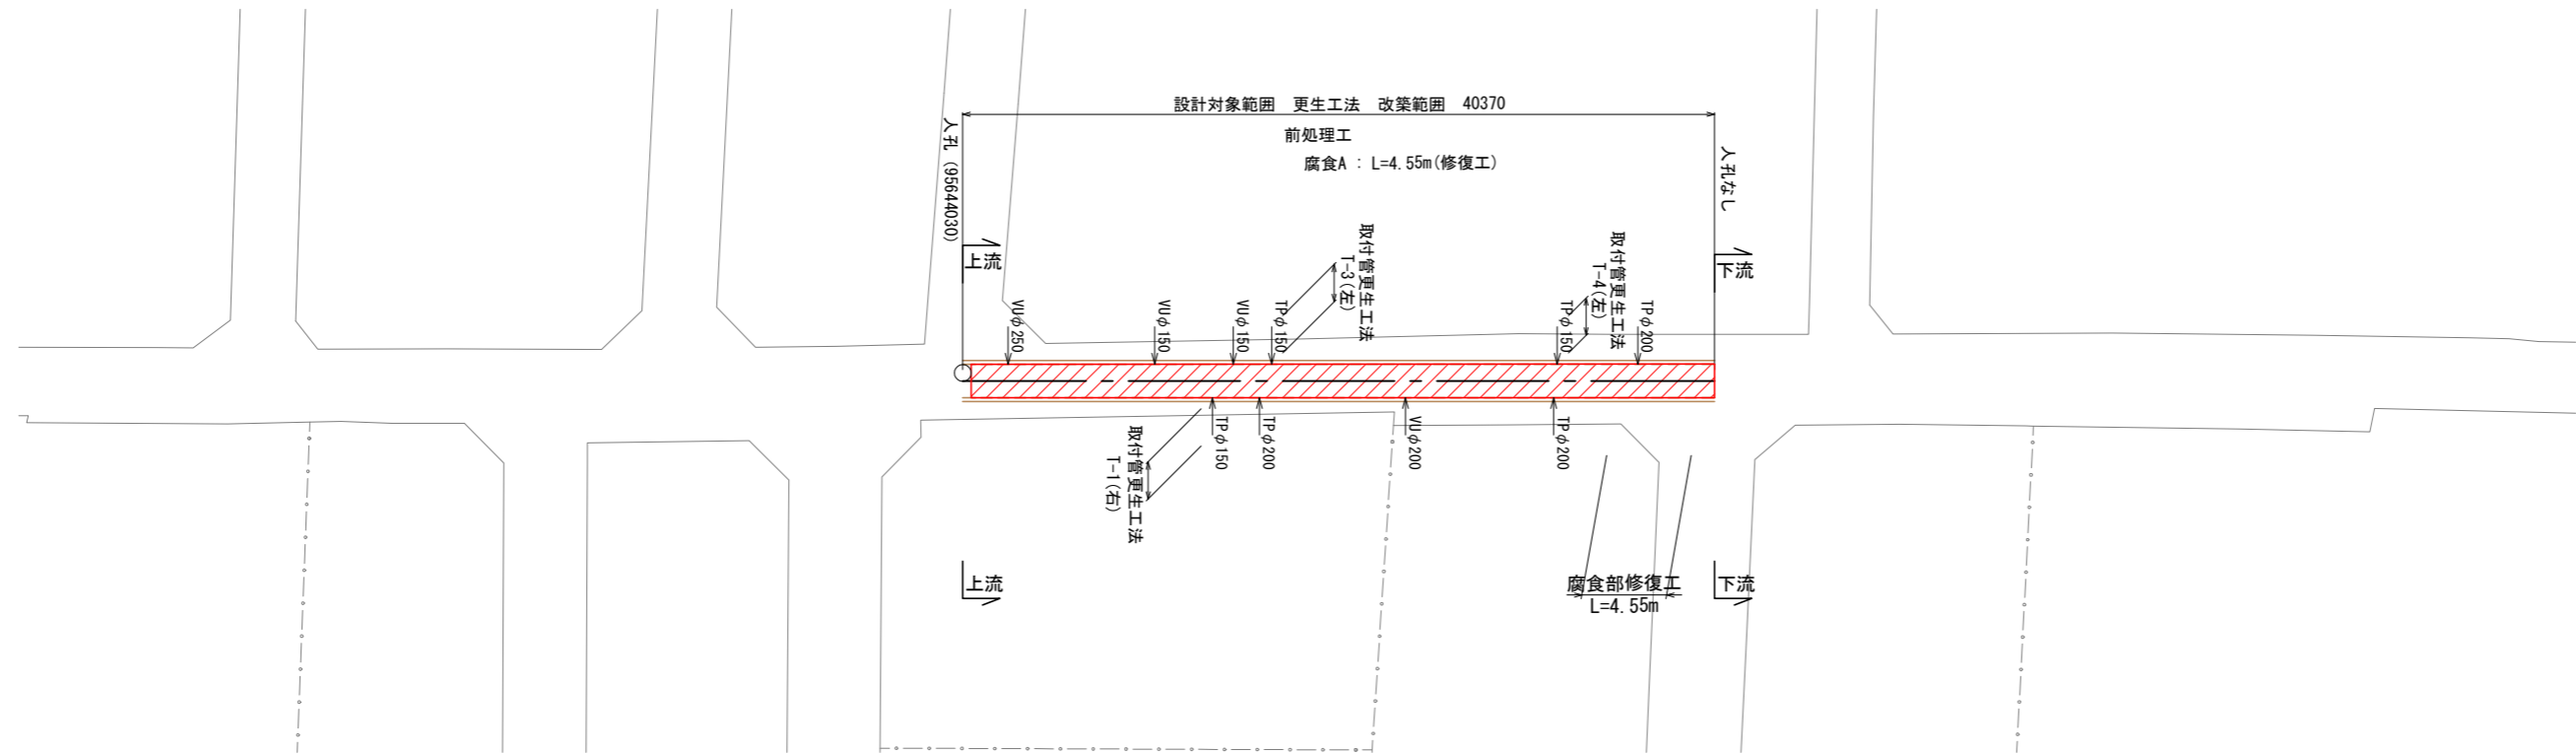 設計対象範囲　更生工法　改築範囲　40370
前処理工
腐食A : L=4.55m(修復工)
人孔 (95644030)
人孔なし
上流
下流
取付管更生工法
T-3(左)
取付管更生工法
T-4(左)
VUφ250
VUφ150
VUφ150
TPφ150
TPφ150
TPφ200
TPφ150
TPφ200
VUφ200
TPφ200
取付管更生工法
T-1(右)
上流
腐食部修復工
L=4.55m
下流